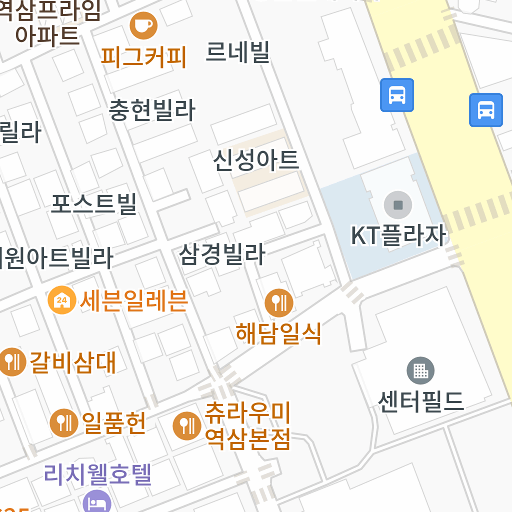 역삼프라임
아파트
피그커피
르네빌
충현빌라
릴라
신성아트
포스트빌
KT플라자
원아트빌라
삼경빌라
24
세븐일레븐
해담일식
갈비삼대
센터필드
일품헌
츄라우미
역삼본점
리치웰호텔